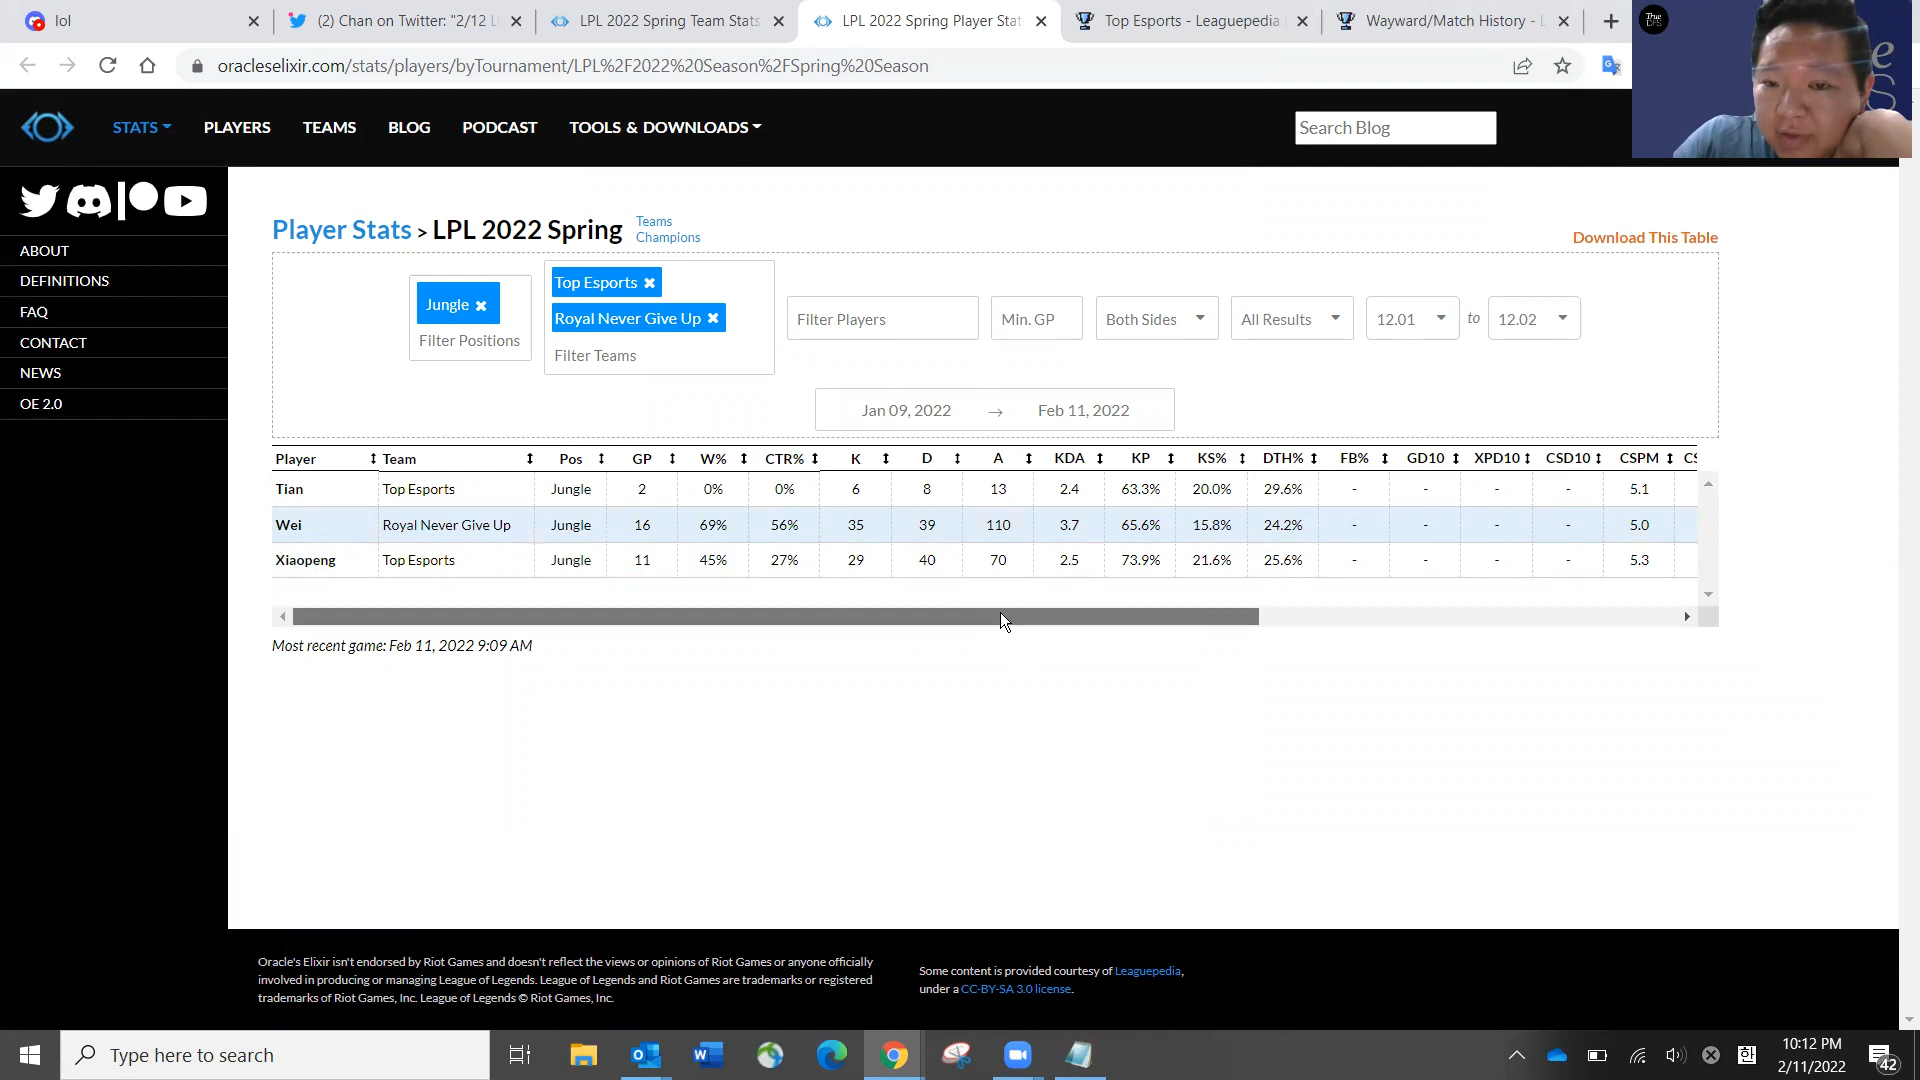 lol
(2) Chan on Twitter: "2/12 L
LPL 2022 Spring Team Stats
LPL 2022 Spring Player Stat
Top Esports - Leaguepedia
Wayward/Match History - L
oracleselixir.com/stats/players/byTournament/LPL%2F2022%20Season%2FSpring%20Season
STATS
PLAYERS
TEAMS
BLOG
PODCAST
TOOLS & DOWNLOADS
Search Blog
ABOUT
DEFINITIONS
FAQ
CONTACT
NEWS
OE 2.0
Player Stats > LPL 2022 Spring
Teams
Champions
Download This Table
Jungle
Filter Positions
Top Esports
Royal Never Give Up
Filter Teams
Filter Players
Min. GP
Both Sides
All Results
12.01 to 12.02
Jan 09, 2022 → Feb 11, 2022
Player Team Pos GP W% CTR% K D A KDA KP KS% DTH% FB% GD10 XPD10 CSD10 CSPM CS
Tian Top Esports Jungle 2 0% 0% 6 8 13 2.4 63.3% 20.0% 29.6% - - - - 5.1
Wei Royal Never Give Up Jungle 16 69% 56% 35 39 110 3.7 65.6% 15.8% 24.2% - - - - 5.0
Xiaopeng Top Esports Jungle 11 45% 27% 29 40 70 2.5 73.9% 21.6% 25.6% - - - - 5.3
Most recent game: Feb 11, 2022 9:09 AM
Oracle's Elixir isn't endorsed by Riot Games and doesn't reflect the views or opinions of Riot Games or anyone officially
involved in producing or managing League of Legends. League of Legends and Riot Games are trademarks or registered
trademarks of Riot Games, Inc. League of Legends © Riot Games, Inc.
Some content is provided courtesy of Leaguepedia,
under a CC-BY-SA 3.0 license.
Type here to search
한
10:12 PM
2/11/2022
42